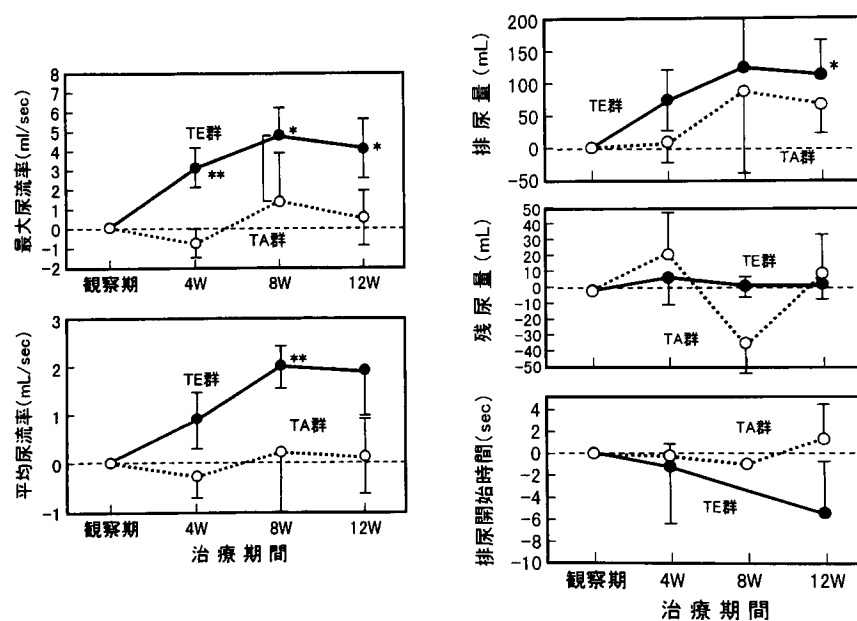 最大尿流率(ml/sec)
8
7
6
5
4
3
2
1
0
−1
−2
TE群
**
*
*
TA群
観察期 4W 8W 12W
平均尿流率(mL/sec)
3
2
1
0
−1
TE群
**
TA群
観察期 4W 8W 12W
治療期間
排尿量(mL)
200
150
100
50
0
−50
TE群
*
TA群
残尿量(mL)
50
40
30
20
10
0
−10
−20
−30
−40
−50
TE群
TA群
排尿開始時間(sec)
4
2
0
−2
−4
−6
−8
−10
TA群
TE群
観察期 4W 8W 12W
治療期間